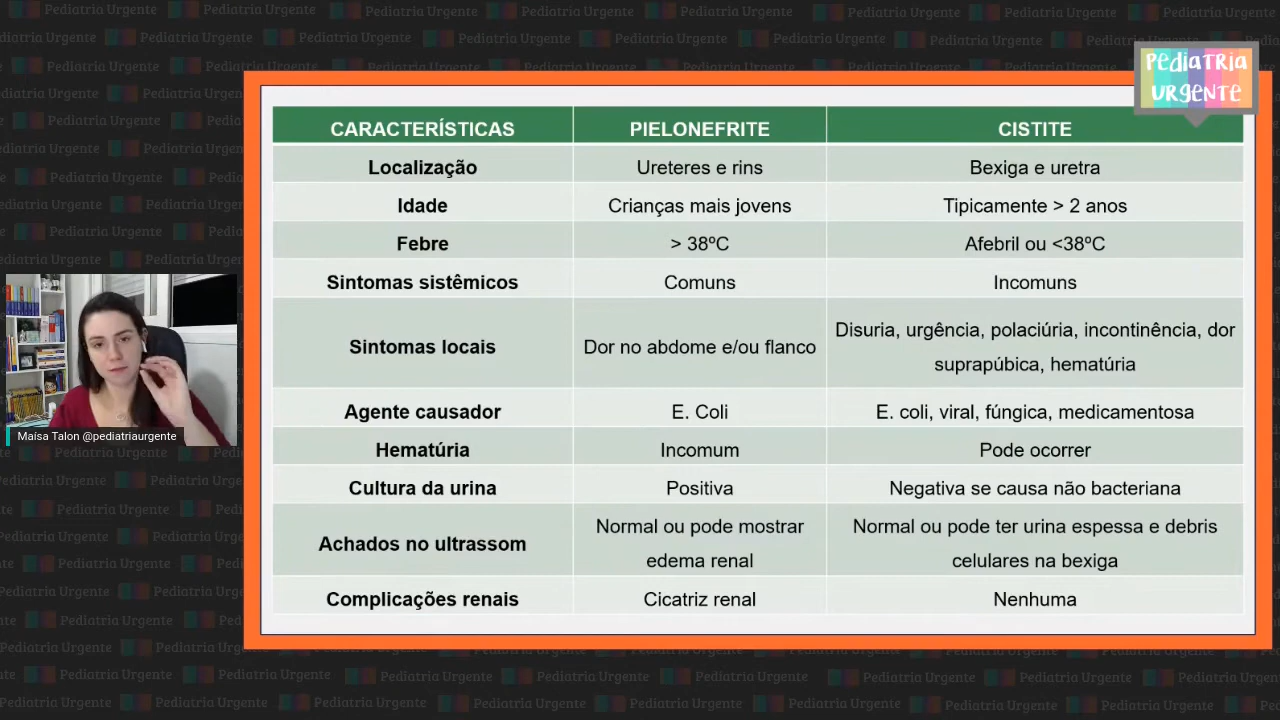 PEDIATRIA
URGENTE
CARACTERÍSTICAS PIELONEFRITE CISTITE
Localização Ureteres e rins Bexiga e uretra
Idade Crianças mais jovens Tipicamente > 2 anos
Febre > 38ºC Afebril ou <38ºC
Sintomas sistêmicos Comuns Incomuns
Sintomas locais Dor no abdome e/ou flanco Disuria, urgência, polaciúria, incontinência, dor
suprapúbica, hematúria
Agente causador E. Coli E. coli, viral, fúngica, medicamentosa
Hematúria Incomum Pode ocorrer
Cultura da urina Positiva Negativa se causa não bacteriana
Achados no ultrassom Normal ou pode mostrar Normal ou pode ter urina espessa e debris
edema renal celulares na bexiga
Complicações renais Cicatriz renal Nenhuma
Maísa Talon @pediatriaurgente
Pediatria Urgente